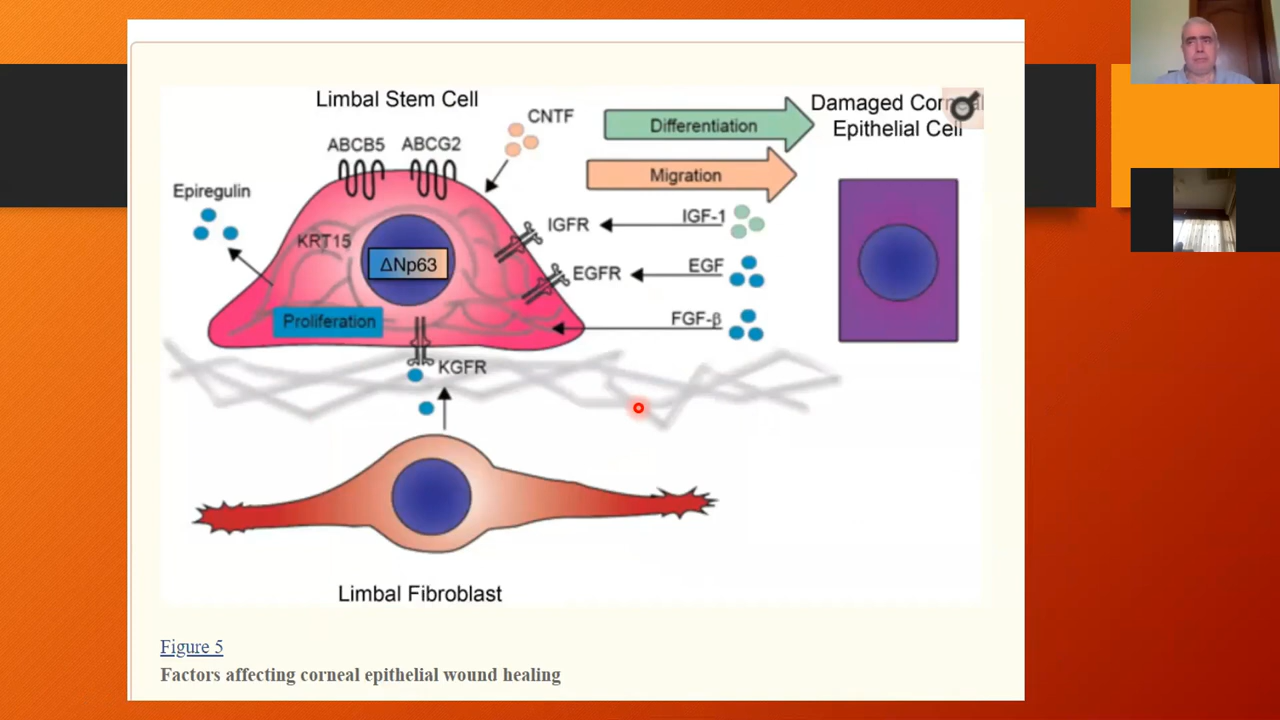 Limbal Stem Cell
CNTF
Differentiation
Damaged Corneal
Epithelial Cell
ABCB5 ABCG2
Migration
Epiregulin
IGFR
IGF-1
KRT15
ΔNp63
EGFR
EGF
Proliferation
FGF-β
KGFR
Limbal Fibroblast
Figure 5
Factors affecting corneal epithelial wound healing